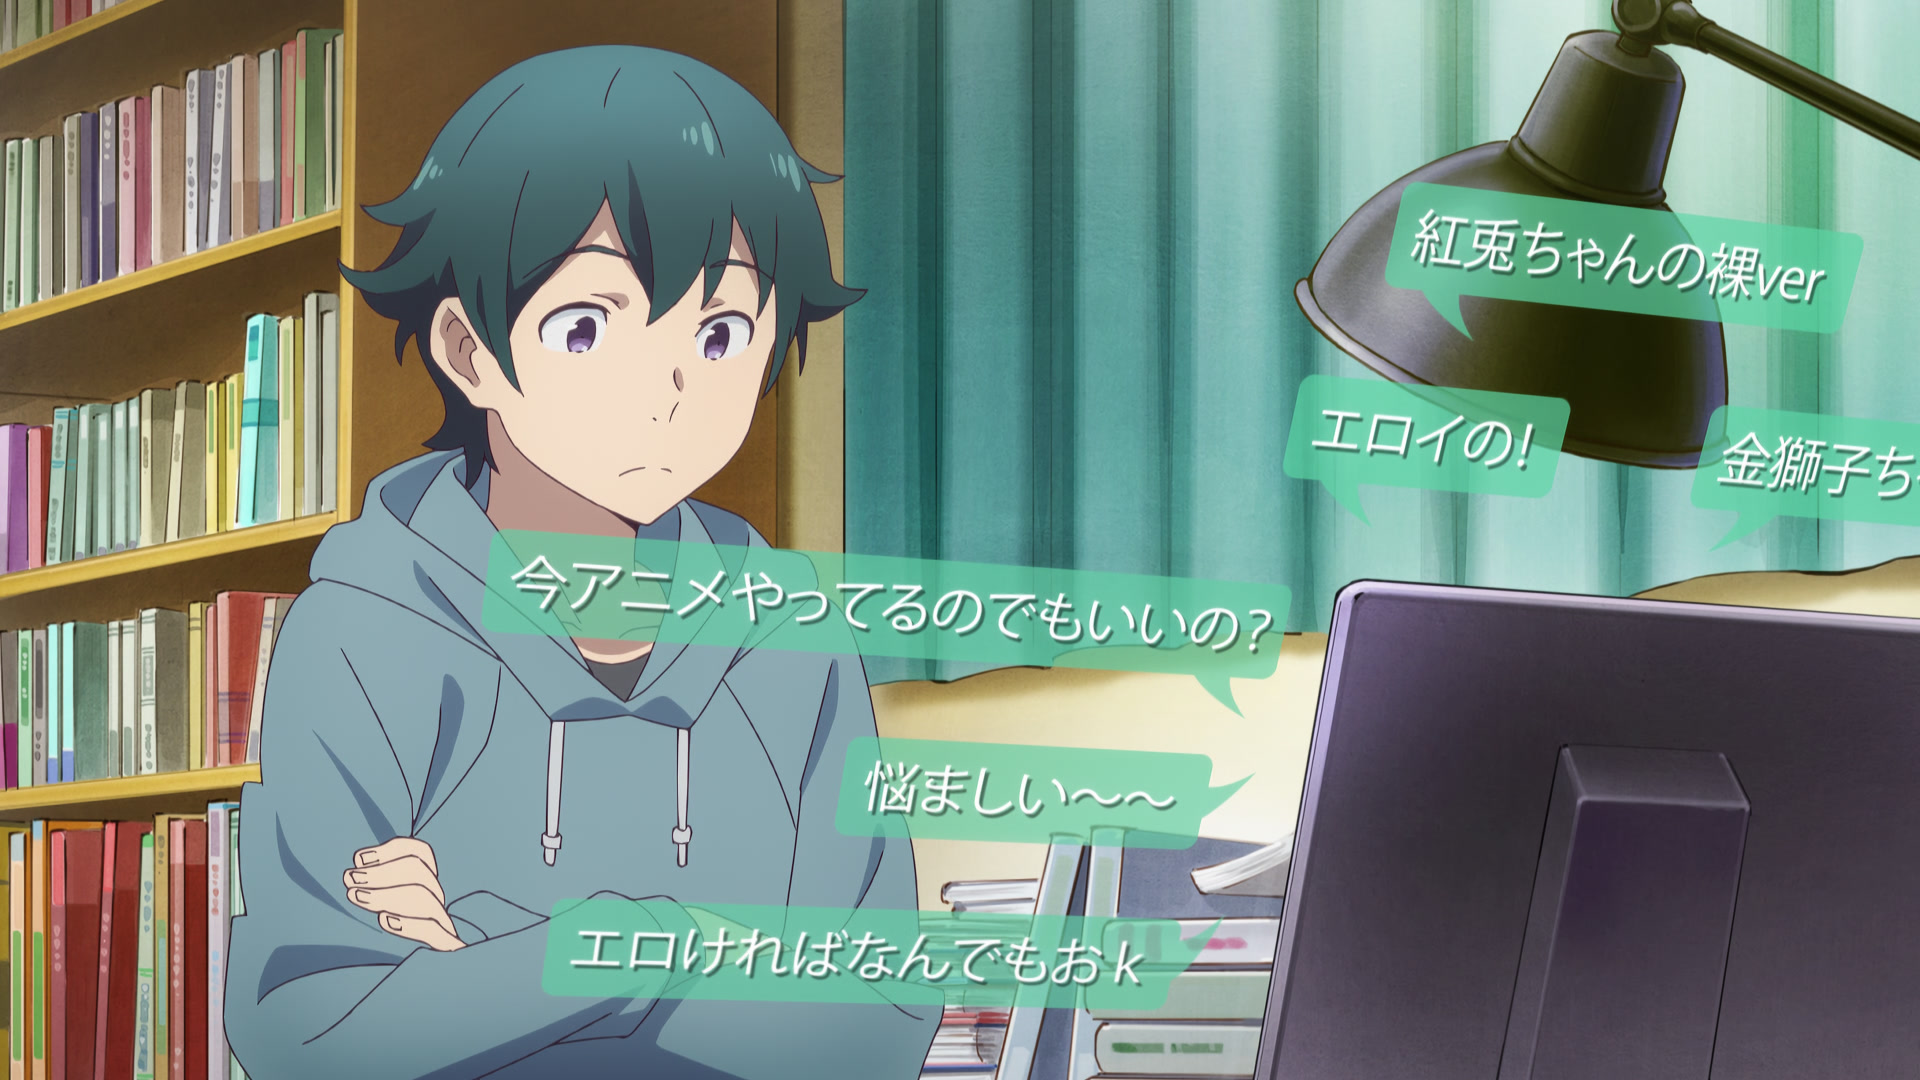 紅兎ちゃんの裸ver
エロイの!
金獅子ち
今アニメやってるのでもいいの?
悩ましい～～
エロければなんでもおk